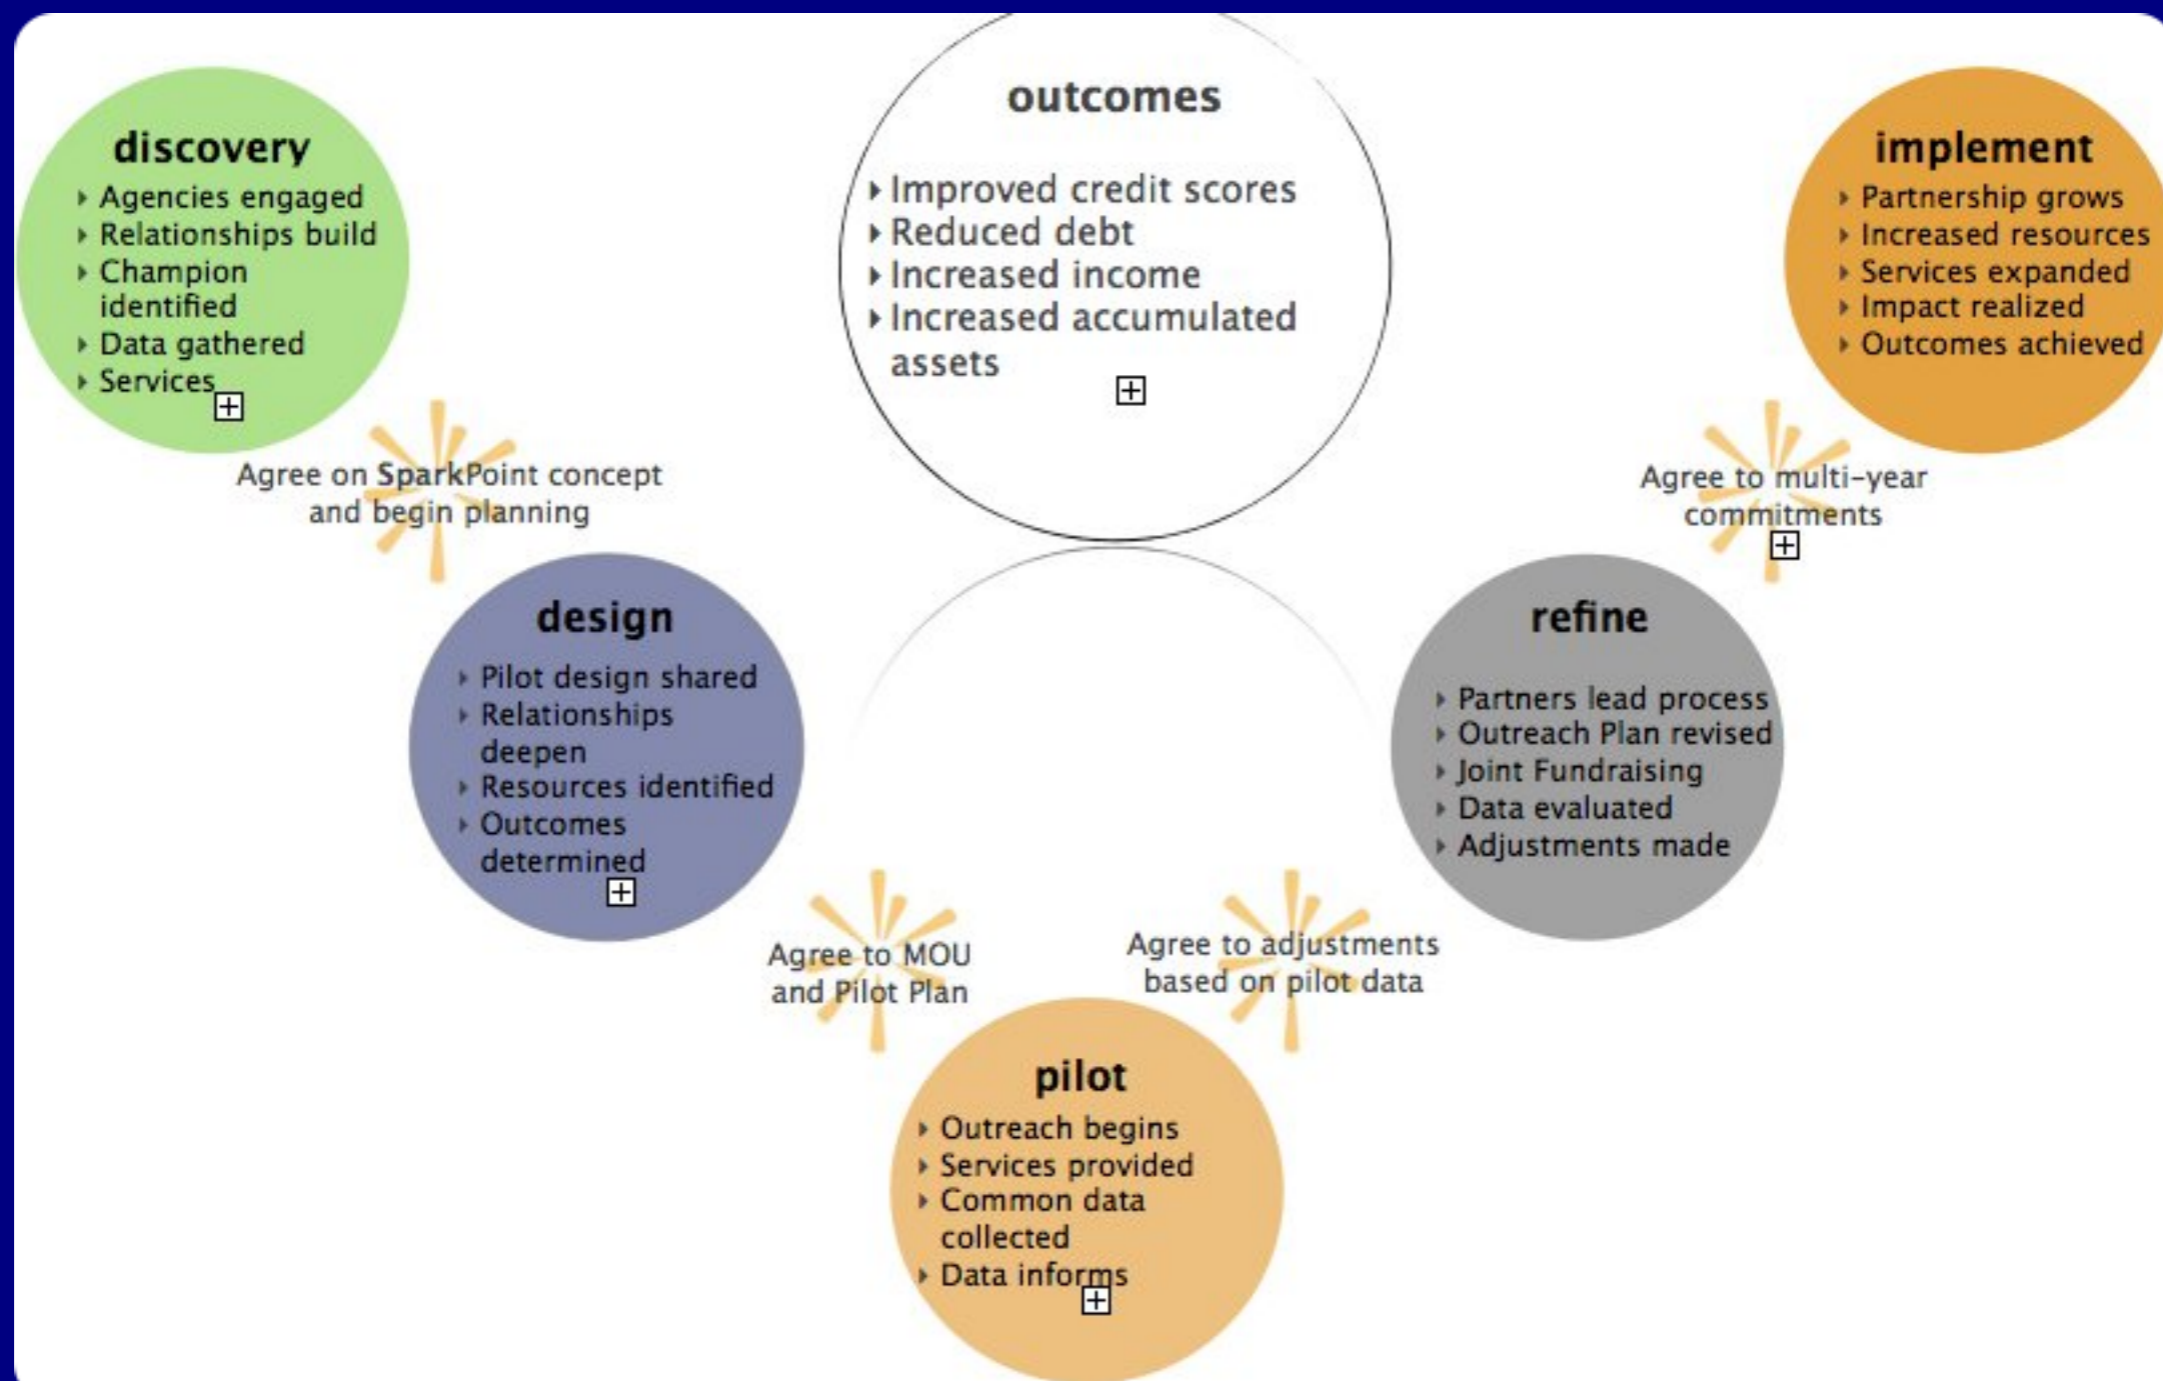 discovery
Agencies engaged
Relationships build
Champion
identified
Data gathered
Services
Agree on SparkPoint concept
and begin planning
design
Pilot design shared
Relationships
deepen
Resources identified
Outcomes
determined
Agree to MOU
and Pilot Plan
pilot
Outreach begins
Services provided
Common data
collected
Data informs
Agree to adjustments
based on pilot data
refine
Partners lead process
Outreach Plan revised
Joint Fundraising
Data evaluated
Adjustments made
Agree to multi-year
commitments
implement
Partnership grows
Increased resources
Services expanded
Impact realized
Outcomes achieved
outcomes
Improved credit scores
Reduced debt
Increased income
Increased accumulated
assets